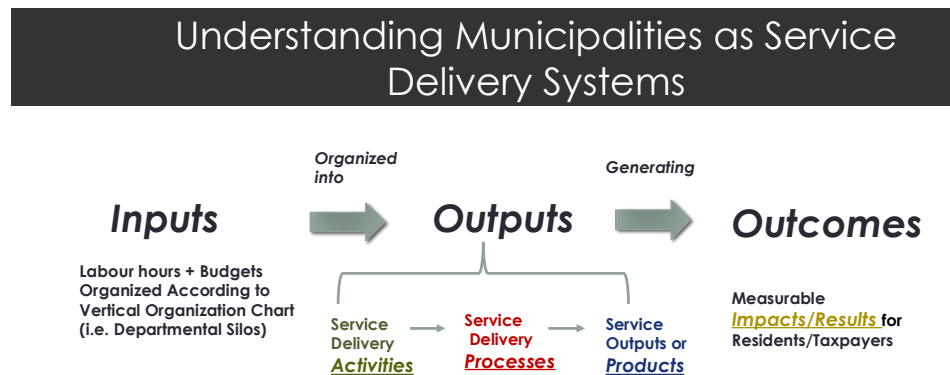 Understanding Municipalities as Service
Delivery Systems
Organized
into
Generating
Inputs
Outputs
Outcomes
Labour hours + Budgets
Organized According to
Vertical Organization Chart
(i.e. Departmental Silos)
Service
Delivery
Activities
Service
Delivery
Processes
Service
Outputs or
Products
Measurable
Impacts/Results for
Residents/Taxpayers